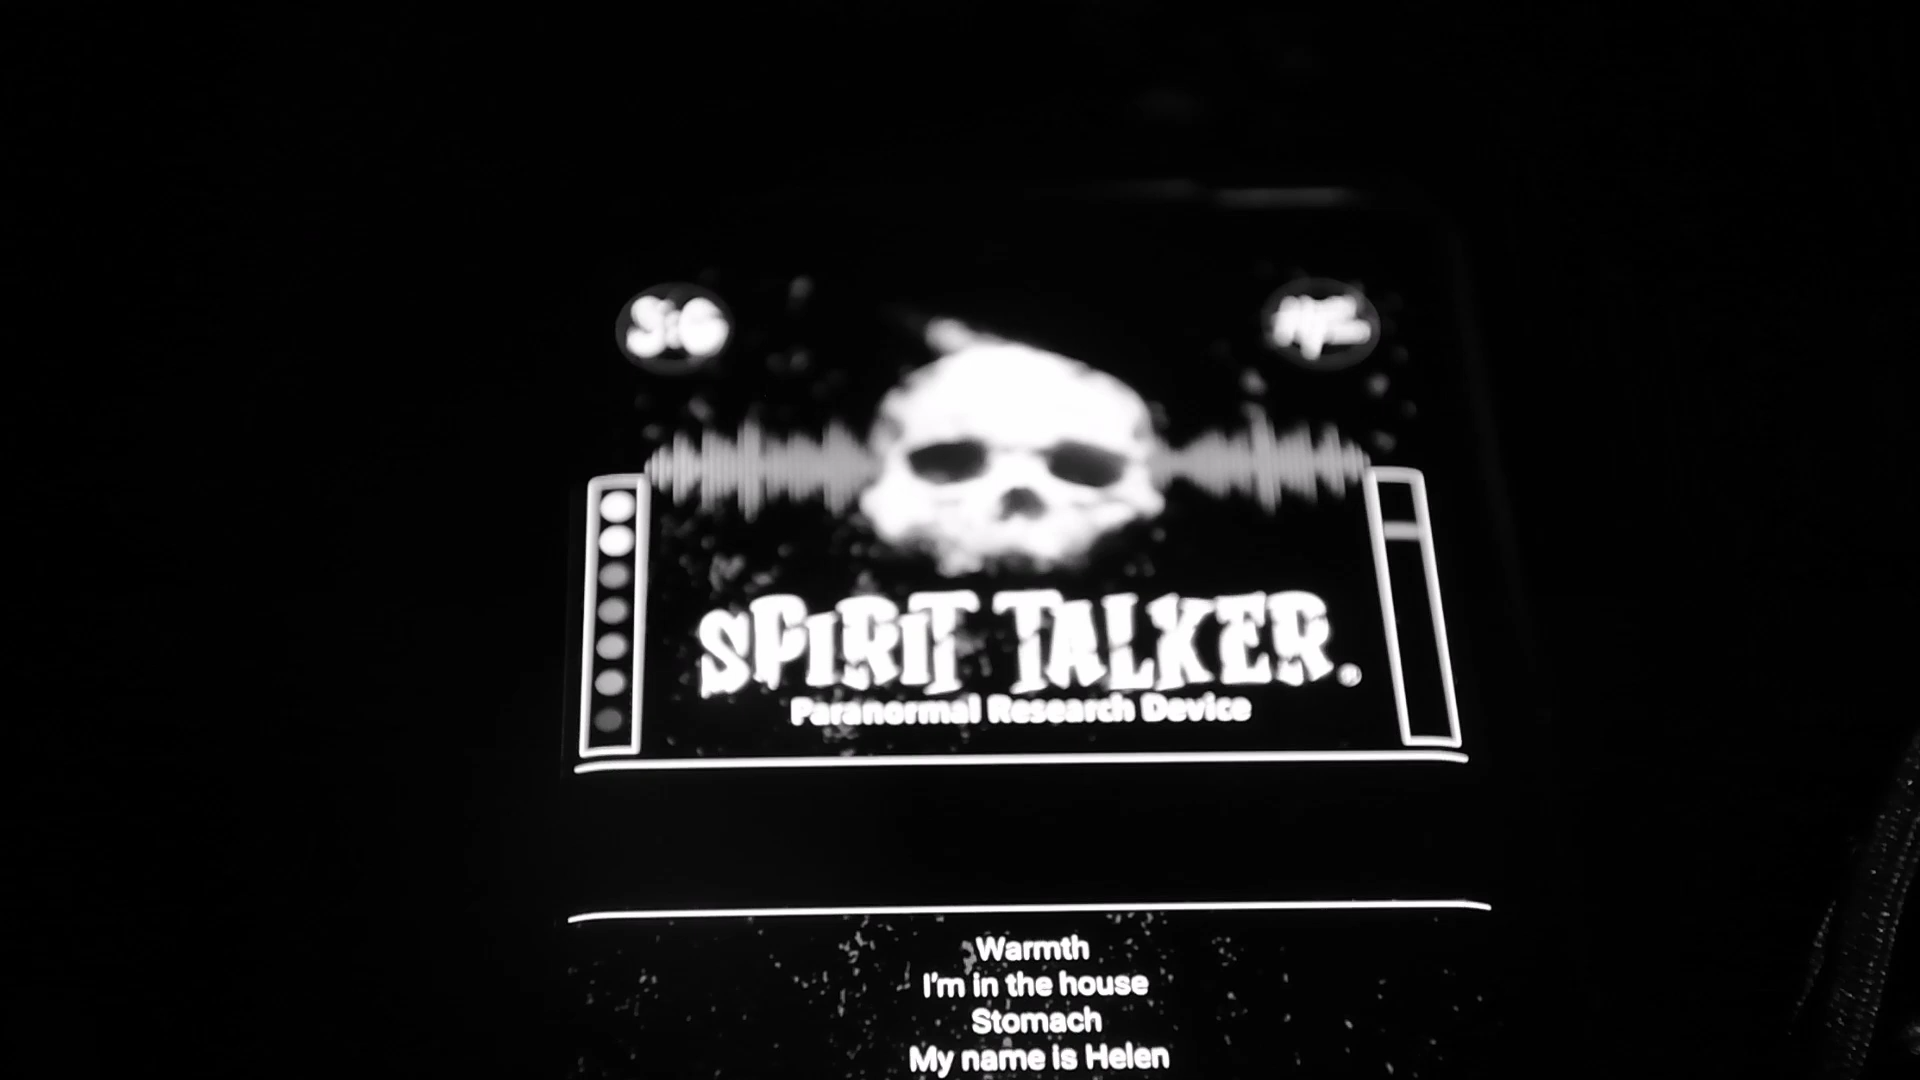 S:G
SPIRIT TALKER®
Paranormal Research Device
Warmth
I'm in the house
Stomach
My name is Helen